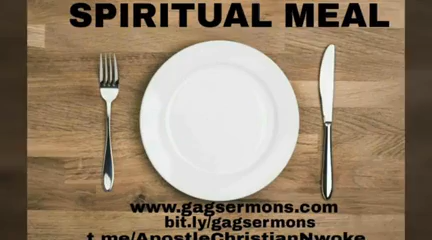 SPIRITUAL MEAL
www.gagsermons.com
bit.ly/gagsermons
t.me/ApostleChristianNwoke